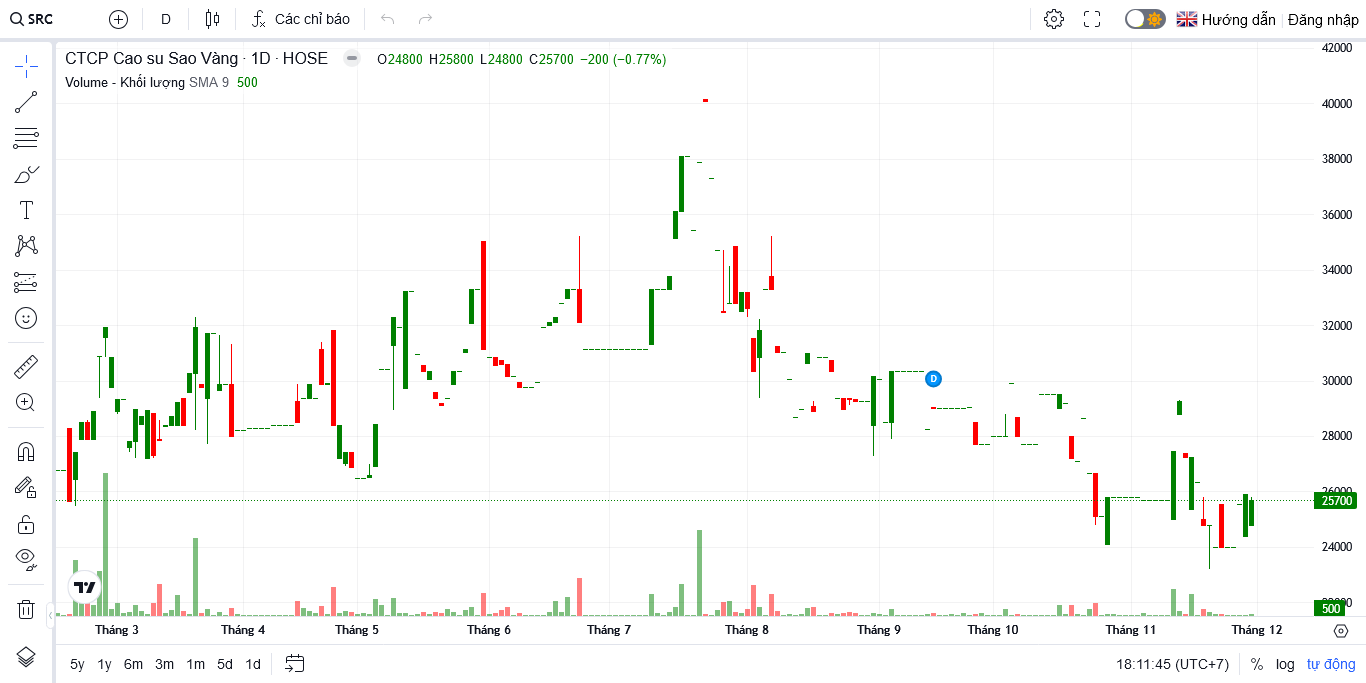 SRC D Các chỉ báo Hướng dẫn Đăng nhập
CTCP Cao su Sao Vàng · 1D · HOSE O24800 H25800 L24800 C25700 −200 (−0.77%)
Volume - Khối lượng SMA 9 500
42000
40000
38000
36000
34000
32000
30000
D
28000
26000
25700
24000
500
Tháng 3 Tháng 4 Tháng 5 Tháng 6 Tháng 7 Tháng 8 Tháng 9 Tháng 10 Tháng 11 Tháng 12
5y 1y 6m 3m 1m 5d 1d 18:11:45 (UTC+7) % log tự động